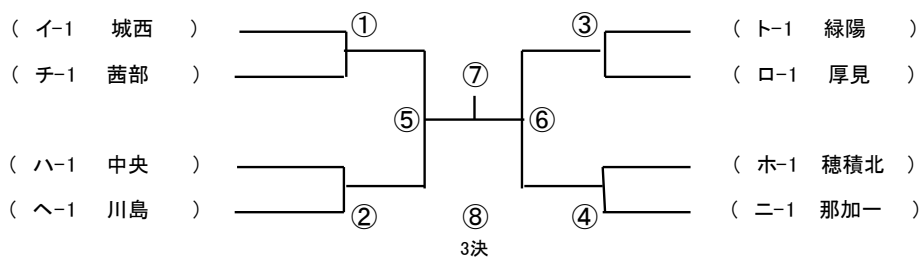 ( イ-1 城西 ) ① ③ ( ト-1 緑陽 )
( チ-1 茜部 ) ⑦ ( ロ-1 厚見 )
⑤ ⑥
( ハ-1 中央 ) ( ホ-1 穂積北 )
( ヘ-1 川島 ) ② ⑧ ④ ( ニ-1 那加一 )
3決